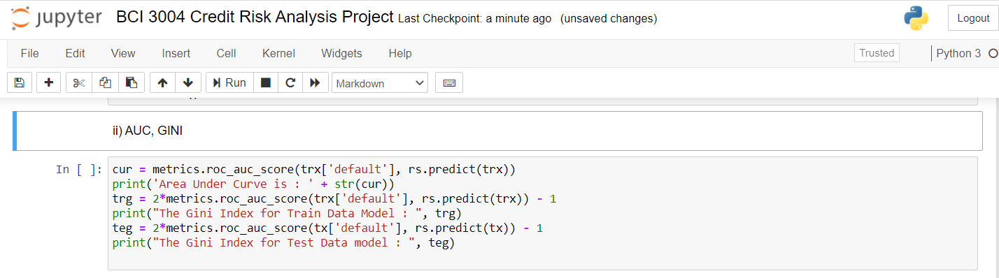 jupyter BCI 3004 Credit Risk Analysis Project Last Checkpoint: a minute ago (unsaved changes) Logout
File Edit View Insert Cell Kernel Widgets Help Trusted Python 3
Run Markdown
ii) AUC, GINI
In [ ]: cur = metrics.roc_auc_score(trx['default'], rs.predict(trx))
print('Area Under Curve is : ' + str(cur))
trg = 2*metrics.roc_auc_score(trx['default'], rs.predict(trx)) - 1
print("The Gini Index for Train Data Model : ", trg)
teg = 2*metrics.roc_auc_score(tx['default'], rs.predict(tx)) - 1
print("The Gini Index for Test Data model : ", teg)